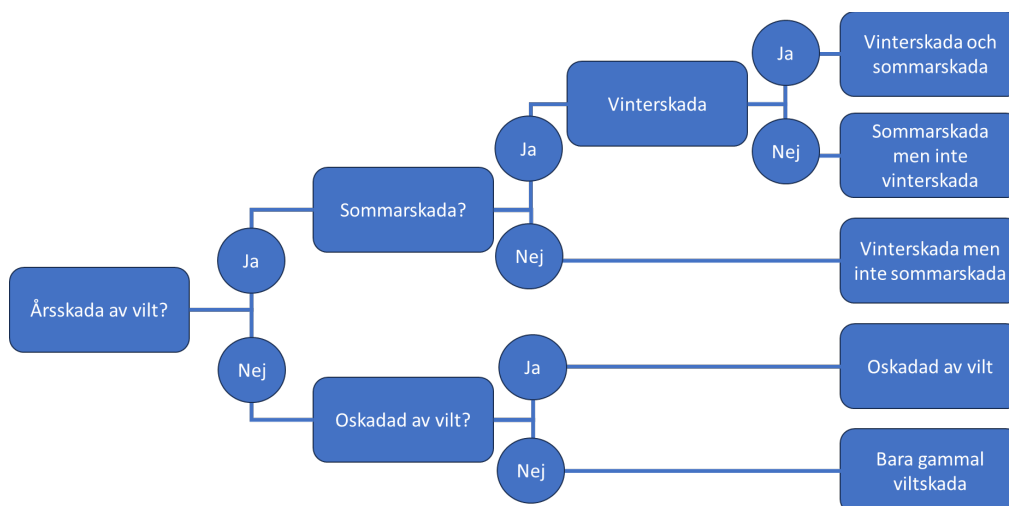 Årsskada av vilt?
Ja
Nej
Sommarskada?
Oskadad av vilt?
Ja
Nej
Ja
Nej
Vinterskada
Ja
Nej
Vinterskada och
sommarskada
Sommarskada
men inte
vinterskada
Vinterskada men
inte sommarskada
Oskadad av vilt
Bara gammal
viltskada